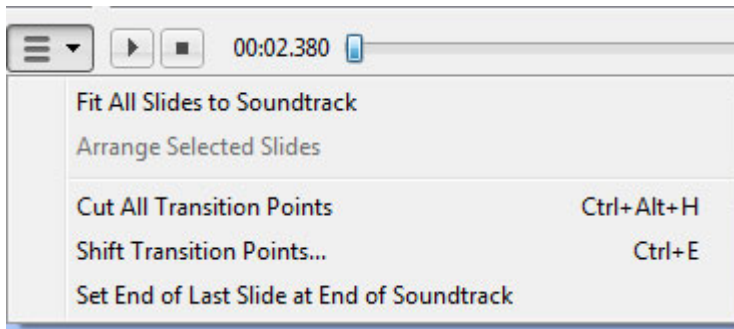 00:02.380
Fit All Slides to Soundtrack
Arrange Selected Slides
Cut All Transition Points Ctrl+Alt+H
Shift Transition Points... Ctrl+E
Set End of Last Slide at End of Soundtrack